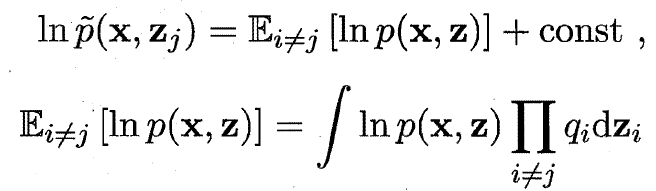 ln p̃(x, z_j) = 𝔼_{i≠j} [ln p(x, z)] + const ,
𝔼_{i≠j} [ln p(x, z)] = ∫ ln p(x, z) ∏_{i≠j} q_i dz_i